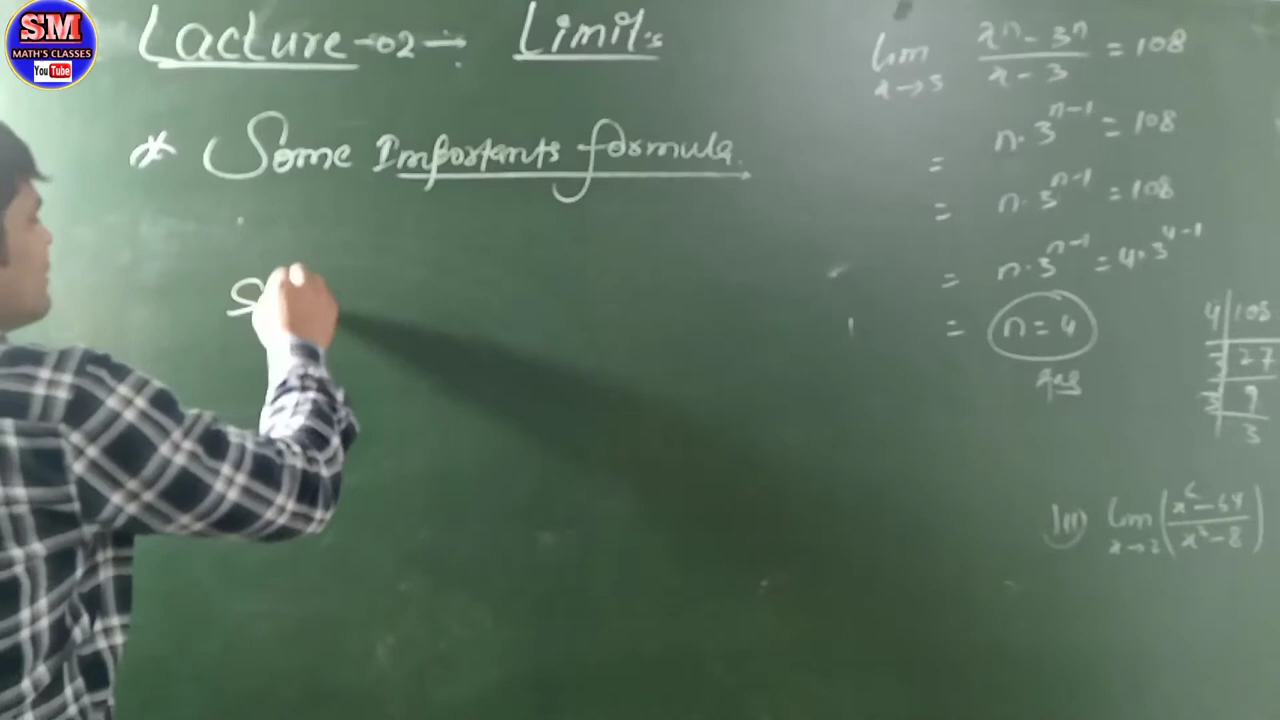 SM
MATH'S CLASSES
YouTube
Lacture-02 → Limit's
* Some Importants formula.
S
lim x→3 xⁿ - 3ⁿ / x - 3 = 108
= n·3ⁿ⁻¹ = 108
= n·3ⁿ⁻¹ = 108
= n·3ⁿ⁻¹ = 4·3⁴⁻¹
= n = 4
Ans
4 | 108
3 | 27
3 | 9
3
III) lim x→2 (x⁶ - 64 / x³ - 8)